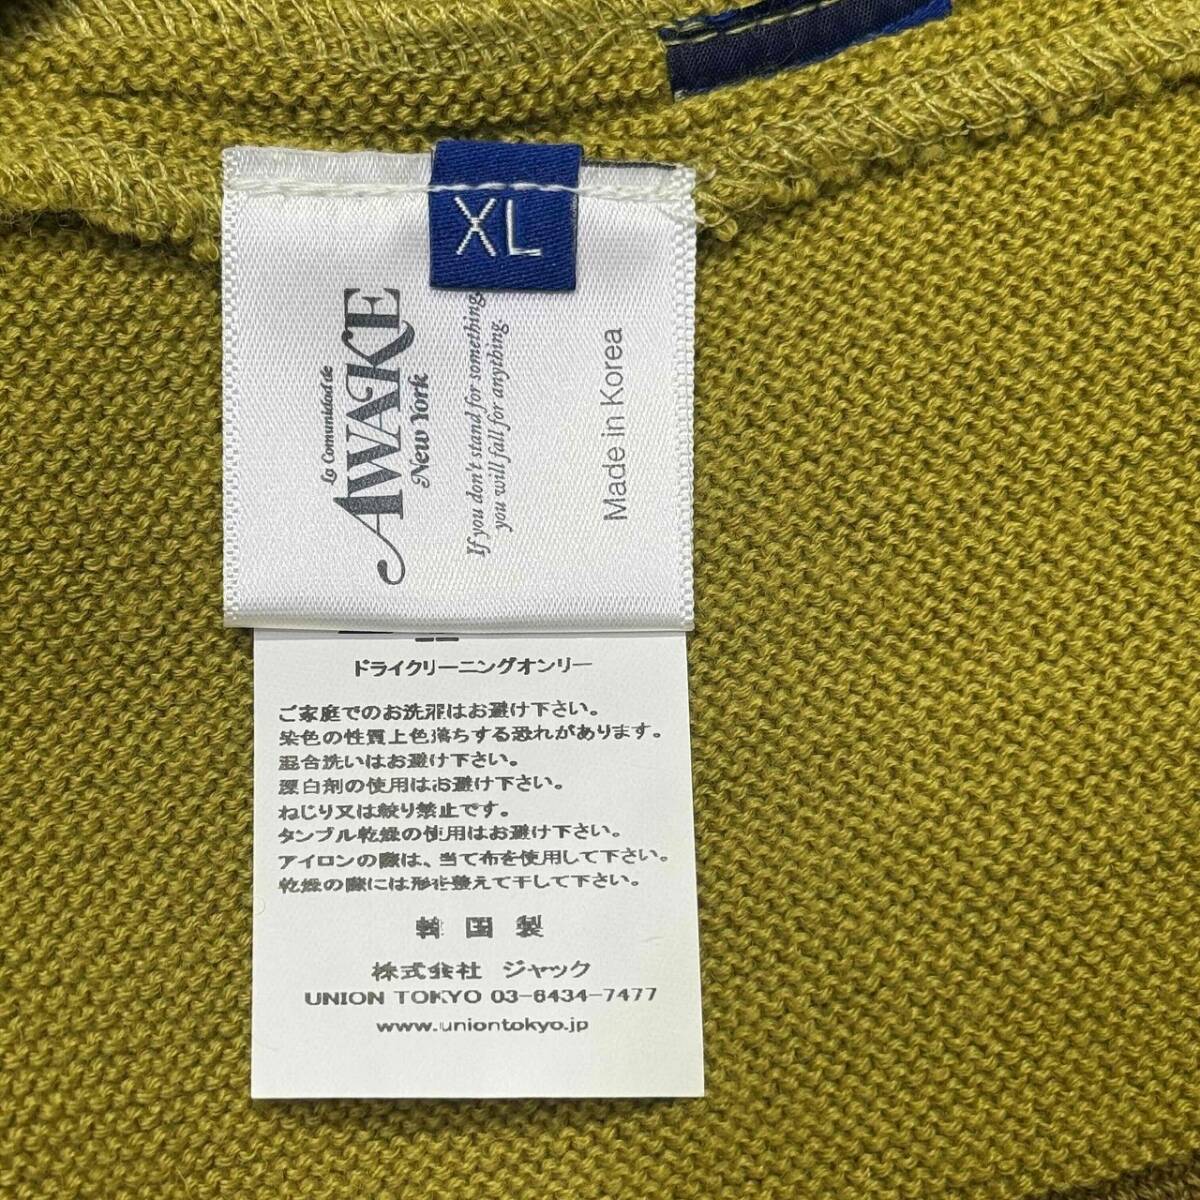 XL
La Comunidad de
AWAKE
New York
If you don't stand for something,
you will fall for anything.
Made in Korea
ドライクリーニングオンリー
ご家庭でのお洗濯はお避け下さい。
染色の性質上色落ちする恐れがあります。
混合洗いはお避け下さい。
漂白剤の使用はお避け下さい。
ねじり又は絞り禁止です。
タンブル乾燥の使用はお避け下さい。
アイロンの際は、当て布を使用して下さい。
乾燥の際には形を整えて干して下さい。
韓国製
株式会社 ジャック
UNION TOKYO 03-6434-7477
www.uniontokyo.jp